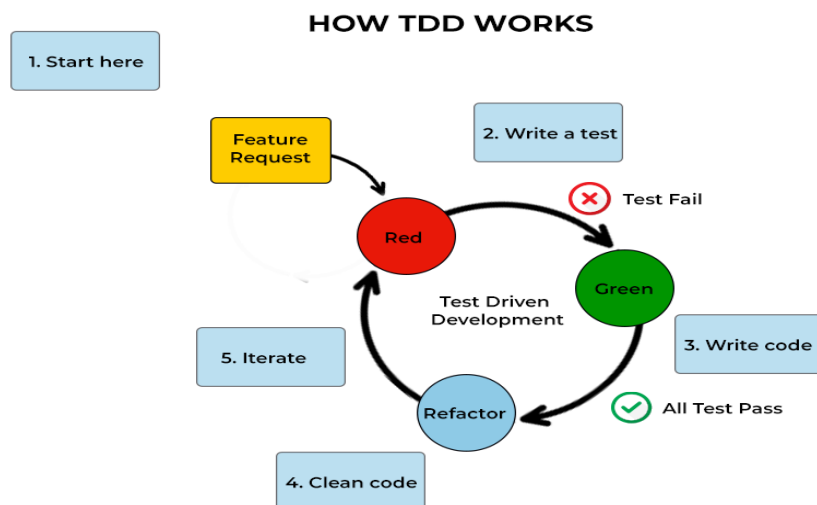 HOW TDD WORKS
1. Start here
Feature
Request
2. Write a test
Test Fail
Red
Green
Test Driven
Development
3. Write code
5. Iterate
Refactor
All Test Pass
4. Clean code